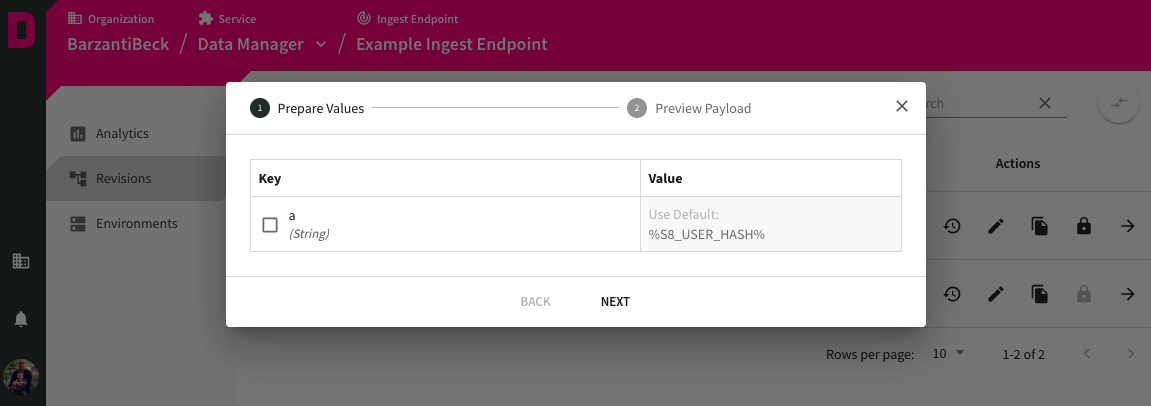 Organization
Service
Ingest Endpoint
BarzantiBeck / Data Manager / Example Ingest Endpoint
1 Prepare Values
2 Preview Payload
rch
Analytics
Revisions
Environments
Actions
Key
Value
a
(String)
Use Default:
%S8_USER_HASH%
BACK
NEXT
Rows per page: 10 1-2 of 2